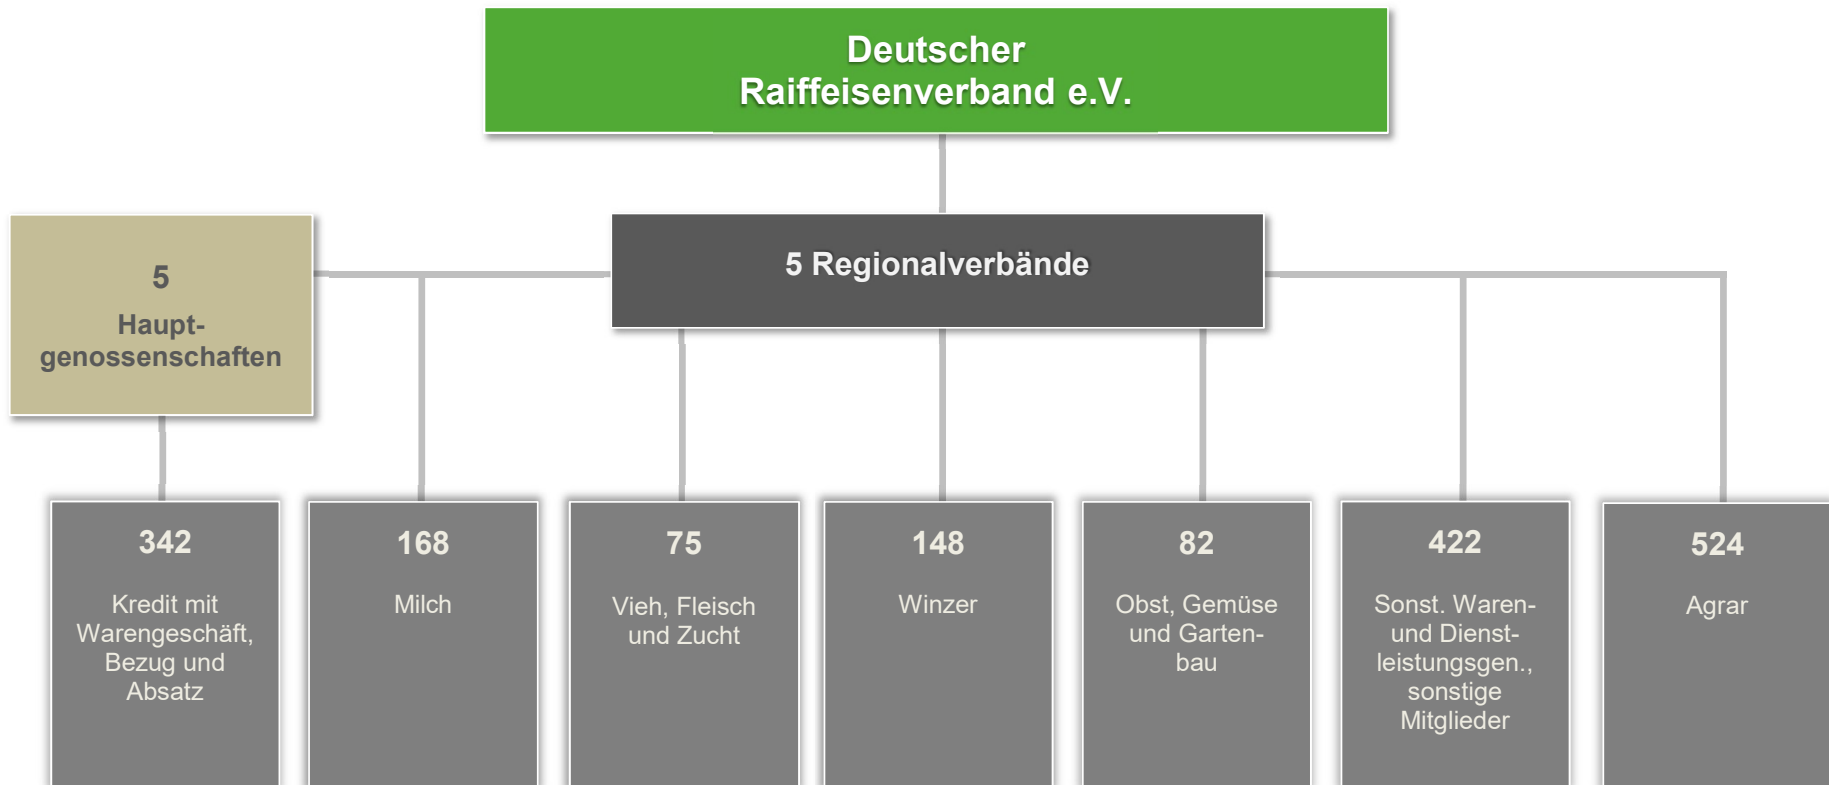 Deutscher
Raiffeisenverband e.V.
5 Regionalverbände
5
Haupt-
genossenschaften
342
Kredit mit
Warengeschäft,
Bezug und
Absatz
168
Milch
75
Vieh, Fleisch
und Zucht
148
Winzer
82
Obst, Gemüse
und Garten-
bau
422
Sonst. Waren-
und Dienst-
leistungsgen.,
sonstige
Mitglieder
524
Agrar